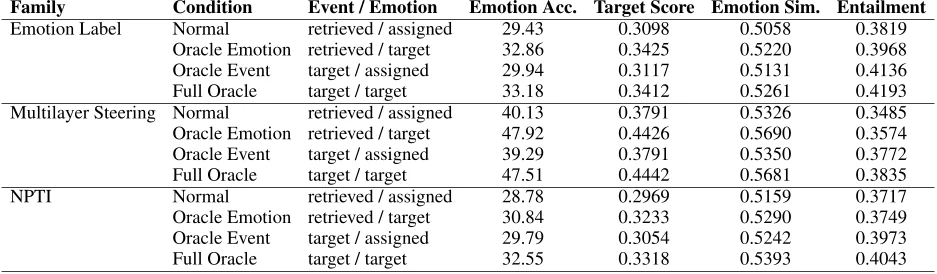 Family Condition Event / Emotion Emotion Acc. Target Score Emotion Sim. Entailment
Emotion Label Normal retrieved / assigned 29.43 0.3098 0.5058 0.3819
Oracle Emotion retrieved / target 32.86 0.3425 0.5220 0.3968
Oracle Event target / assigned 29.94 0.3117 0.5131 0.4136
Full Oracle target / target 33.18 0.3412 0.5261 0.4193
Multilayer Steering Normal retrieved / assigned 40.13 0.3791 0.5326 0.3485
Oracle Emotion retrieved / target 47.92 0.4426 0.5690 0.3574
Oracle Event target / assigned 39.29 0.3791 0.5350 0.3772
Full Oracle target / target 47.51 0.4442 0.5681 0.3835
NPTI Normal retrieved / assigned 28.78 0.2969 0.5159 0.3717
Oracle Emotion retrieved / target 30.84 0.3233 0.5290 0.3749
Oracle Event target / assigned 29.79 0.3054 0.5242 0.3973
Full Oracle target / target 32.55 0.3318 0.5393 0.4043